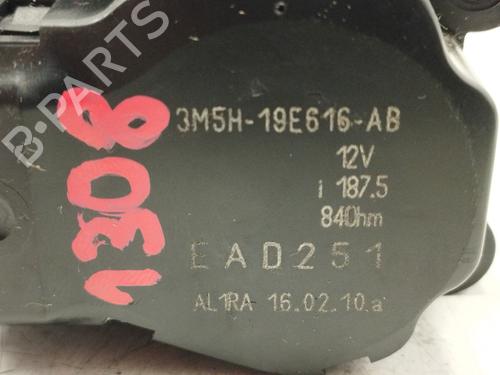 3M5H-19E616-AB
12V
i 187.5
84Ohm
EAD251
AL1RA 16.02.10.a
1308
B-PARTS